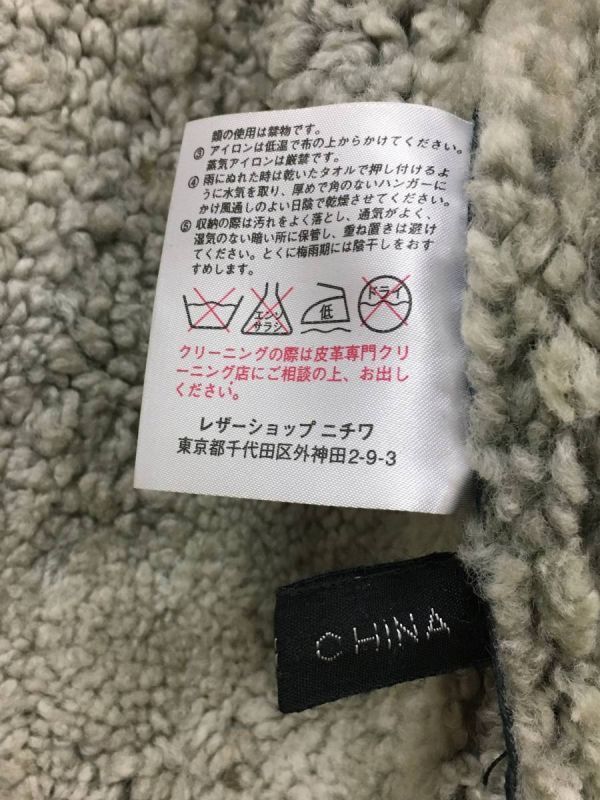 類の使用は禁物です。
③ アイロンは低温で布の上からかけてください。
蒸気アイロンは厳禁です。
④ 雨にぬれた時は乾いたタオルで押し付けるよ
うに水気を取り、厚めで角のないハンガーに
かけ風通しのよい日陰で乾燥させてください。
⑤ 収納の際は汚れをよく落とし、通気がよく、
湿気のない暗い所に保管し、重ね置きは避け
てください。とくに梅雨期には陰干しをおす
すめします。
エンソ
サラシ
低
ドライ
クリーニングの際は皮革専門クリ
ーニング店にご相談の上、お出し
ください。
レザーショップ ニチワ
東京都千代田区外神田2-9-3
CHINA